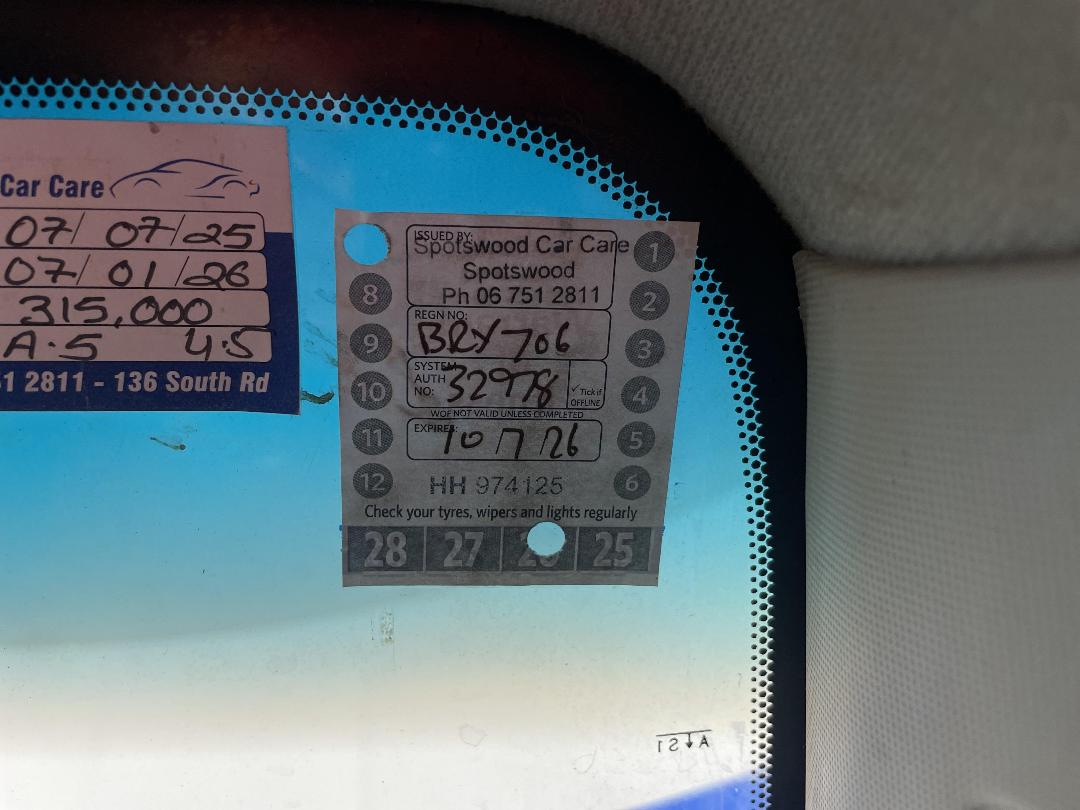 Car Care
07/07/25
07/01/26
315,000
A.5 4.5
51 2811 - 136 South Rd
ISSUED BY:
Spotswood Car Care
Spotswood
Ph 06 751 2811
REGN NO:
BRY706
SYSTEM AUTH NO:
32978
✓ Tick if OFFLINE
WOF NOT VALID UNLESS COMPLETED
EXPIRES:
10/7/26
8
9
10
11
12
1
2
3
4
5
6
HH 974125
Check your tyres, wipers and lights regularly
28 27 26 25